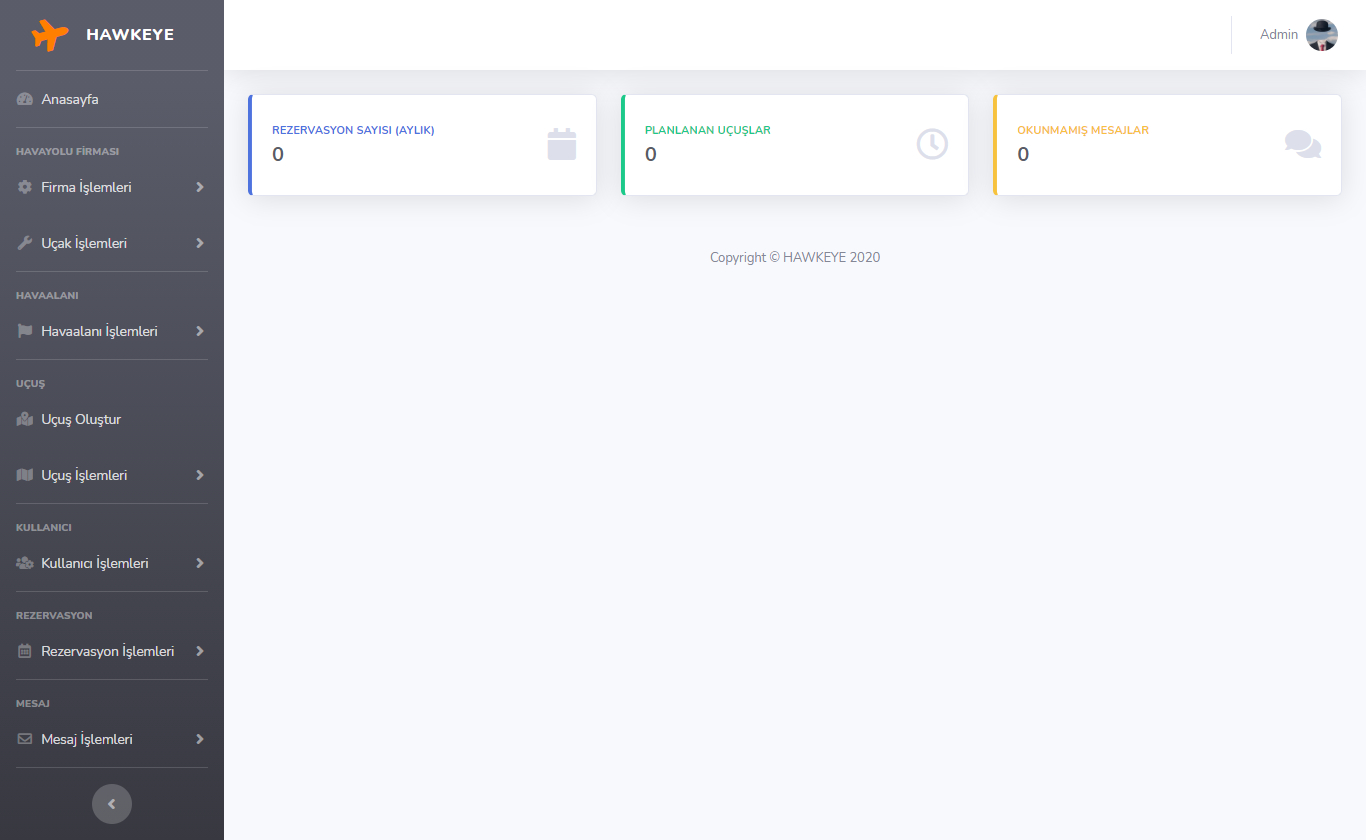 HAWKEYE
Anasayfa
HAVAYOLU FİRMASI
Firma İşlemleri
Uçak İşlemleri
HAVAALANI
Havaalanı İşlemleri
UÇUŞ
Uçuş Oluştur
Uçuş İşlemleri
KULLANICI
Kullanıcı İşlemleri
REZERVASYON
Rezervasyon İşlemleri
MESAJ
Mesaj İşlemleri
Admin
REZERVASYON SAYISI (AYLIK)
0
PLANLANAN UÇUŞLAR
0
OKUNMAMIŞ MESAJLAR
0
Copyright © HAWKEYE 2020